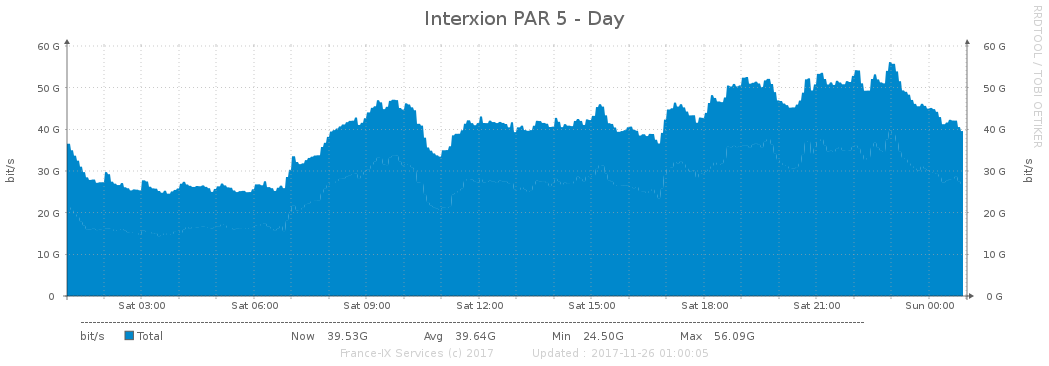 Interxion PAR 5 - Day
RRDTOOL / TOBI OETIKER
60 G 60 G
50 G 50 G
40 G 40 G
30 G 30 G
20 G 20 G
10 G 10 G
0 0 G
bit/s
bit/s
Sat 03:00 Sat 06:00 Sat 09:00 Sat 12:00 Sat 15:00 Sat 18:00 Sat 21:00 Sun 00:00
bit/s Total Now 39.53G Avg 39.64G Min 24.50G Max 56.09G
France-IX Services (c) 2017 Updated : 2017-11-26 01:00:05